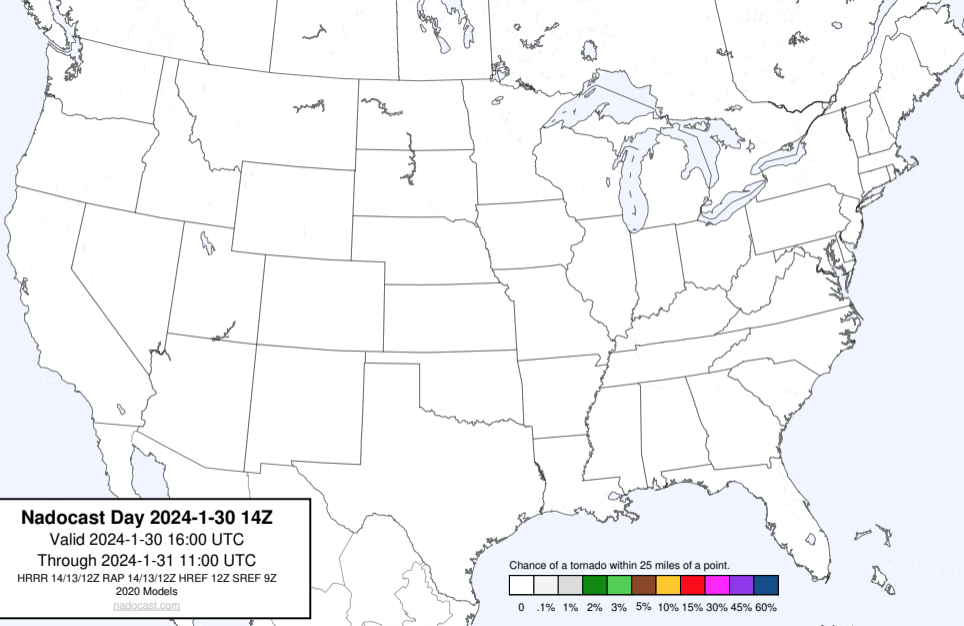 Nadocast Day 2024-1-30 14Z
Valid 2024-1-30 16:00 UTC
Through 2024-1-31 11:00 UTC
HRRR 14/13/12Z RAP 14/13/12Z HREF 12Z SREF 9Z
2020 Models
nadocast.com
Chance of a tornado within 25 miles of a point.
0 .1% 1% 2% 3% 5% 10% 15% 30% 45% 60%